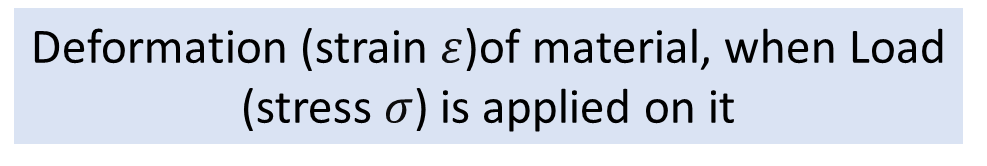 Deformation (strain 𝜀)of material, when Load
(stress 𝜎) is applied on it